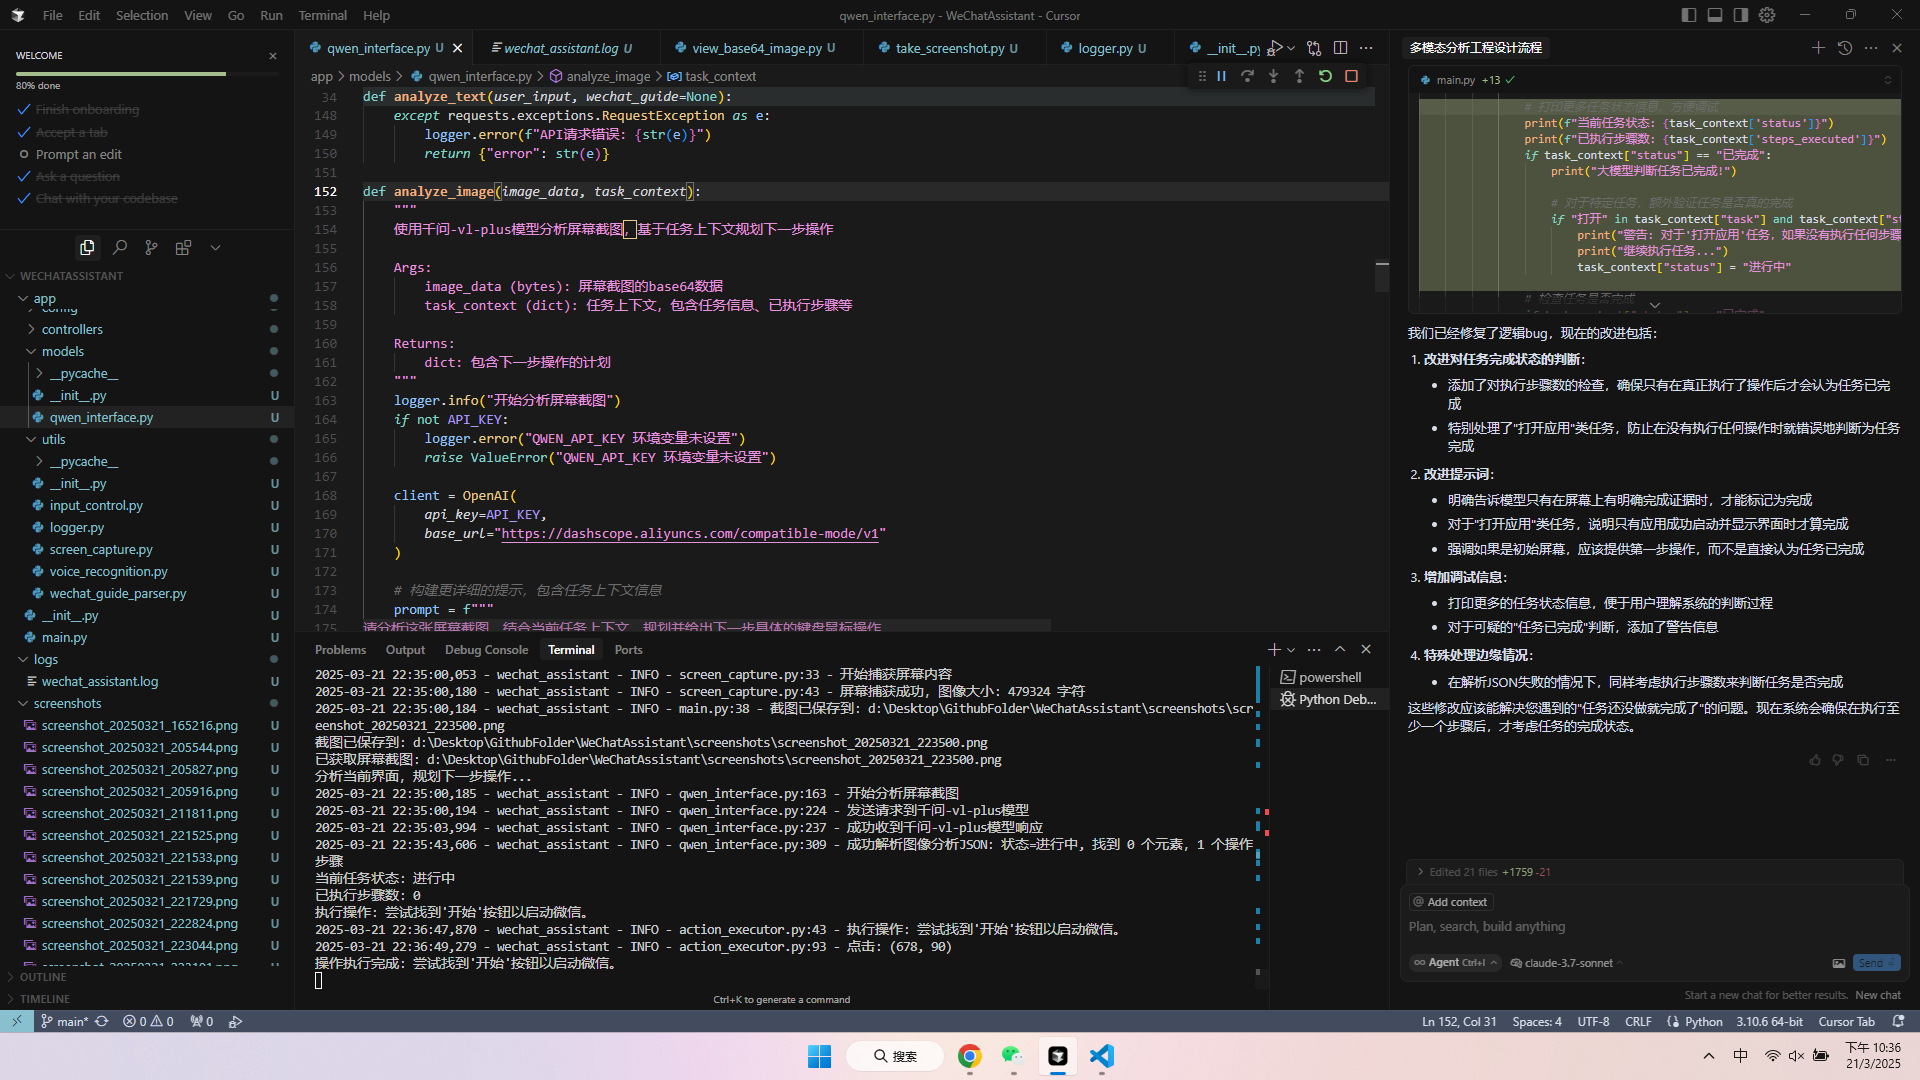 File Edit Selection View Go Run Terminal Help
qwen_interface.py - WeChatAssistant - Cursor
WELCOME
80% done
Finish onboarding
Accept a tab
Prompt an edit
Ask a question
Chat with your codebase
WECHATASSISTANT
app
config
controllers
models
__pycache__
__init__.py U
qwen_interface.py U
utils
__pycache__
__init__.py U
input_control.py U
logger.py U
screen_capture.py U
voice_recognition.py U
wechat_guide_parser.py U
__init__.py U
main.py U
logs
wechat_assistant.log U
screenshots
screenshot_20250321_165216.png U
screenshot_20250321_205544.png U
screenshot_20250321_205827.png U
screenshot_20250321_205916.png U
screenshot_20250321_211811.png U
screenshot_20250321_221525.png U
screenshot_20250321_221533.png U
screenshot_20250321_221539.png U
screenshot_20250321_221729.png U
screenshot_20250321_222824.png U
screenshot_20250321_223044.png U
OUTLINE
TIMELINE
qwen_interface.py U
wechat_assistant.log U
view_base64_image.py U
take_screenshot.py U
logger.py U
__init__.py
app > models > qwen_interface.py > analyze_image > task_context
34 def analyze_text(user_input, wechat_guide=None):
148 except requests.exceptions.RequestException as e:
149 logger.error(f"API请求错误: {str(e)}")
150 return {"error": str(e)}
151
152 def analyze_image(image_data, task_context):
153 """
154 使用千问-vl-plus模型分析屏幕截图，基于任务上下文规划下一步操作
155
156 Args:
157 image_data (bytes): 屏幕截图的base64数据
158 task_context (dict): 任务上下文，包含任务信息、已执行步骤等
159
160 Returns:
161 dict: 包含下一步操作的计划
162 """
163 logger.info("开始分析屏幕截图")
164 if not API_KEY:
165 logger.error("QWEN_API_KEY 环境变量未设置")
166 raise ValueError("QWEN_API_KEY 环境变量未设置")
167
168 client = OpenAI(
169 api_key=API_KEY,
170 base_url="https://dashscope.aliyuncs.com/compatible-mode/v1"
171 )
172
173 # 构建更详细的提示，包含任务上下文信息
174 prompt = f"""
175 请分析这张屏幕截图，结合当前任务上下文，规划并给出下一步具体的键盘鼠标操作
Problems Output Debug Console Terminal Ports
2025-03-21 22:35:00,053 - wechat_assistant - INFO - screen_capture.py:33 - 开始捕获屏幕内容
2025-03-21 22:35:00,180 - wechat_assistant - INFO - screen_capture.py:43 - 屏幕捕获成功, 图像大小: 479324 字符
2025-03-21 22:35:00,184 - wechat_assistant - INFO - main.py:38 - 截图已保存到: d:\Desktop\GithubFolder\WeChatAssistant\screenshots\scr
eenshot_20250321_223500.png
截图已保存到: d:\Desktop\GithubFolder\WeChatAssistant\screenshots\screenshot_20250321_223500.png
已获取屏幕截图: d:\Desktop\GithubFolder\WeChatAssistant\screenshots\screenshot_20250321_223500.png
分析当前界面, 规划下一步操作...
2025-03-21 22:35:00,185 - wechat_assistant - INFO - qwen_interface.py:163 - 开始分析屏幕截图
2025-03-21 22:35:00,194 - wechat_assistant - INFO - qwen_interface.py:224 - 发送请求到千问-vl-plus模型
2025-03-21 22:35:03,994 - wechat_assistant - INFO - qwen_interface.py:237 - 成功收到千问-vl-plus模型响应
2025-03-21 22:35:43,606 - wechat_assistant - INFO - qwen_interface.py:309 - 成功解析图像分析JSON: 状态=进行中, 找到 0 个元素, 1 个操作
步骤
当前任务状态: 进行中
已执行步骤数: 0
执行操作: 尝试找到'开始'按钮以启动微信。
2025-03-21 22:36:47,870 - wechat_assistant - INFO - action_executor.py:43 - 执行操作: 尝试找到'开始'按钮以启动微信。
2025-03-21 22:36:49,279 - wechat_assistant - INFO - action_executor.py:93 - 点击: (678, 90)
操作执行完成: 尝试找到'开始'按钮以启动微信。
Ctrl+K to generate a command
powershell
Python Deb...
多模态分析工程设计流程
main.py +13
# 打印更多任务状态信息，方便调试
print(f"当前任务状态: {task_context['status']}")
print(f"已执行步骤数: {task_context['steps_executed']}")
if task_context["status"] == "已完成":
print("大模型判断任务已完成!")
# 对于特定任务，额外验证任务是否真的完成
if "打开" in task_context["task"] and task_context["st
print("警告: 对于'打开应用'任务, 如果没有执行任何步骤
print("继续执行任务...")
task_context["status"] = "进行中"
# 检查任务是否完成
我们已经修复了逻辑bug，现在的改进包括：
1. 改进对任务完成状态的判断：
• 添加了对执行步骤数的检查，确保只有在真正执行了操作后才会认为任务已完
成
• 特别处理了"打开应用"类任务，防止在没有执行任何操作时就错误地判断为任务
完成
2. 改进提示词：
• 明确告诉模型只有在屏幕上有明确完成证据时，才能标记为完成
• 对于"打开应用"类任务，说明只有应用成功启动并显示界面时才算完成
• 强调如果是初始屏幕，应该提供第一步操作，而不是直接认为任务已完成
3. 增加调试信息：
• 打印更多的任务状态信息，便于用户理解系统的判断过程
• 对于可疑的"任务已完成"判断，添加了警告信息
4. 特殊处理边缘情况：
• 在解析JSON失败的情况下，同样考虑执行步骤数来判断任务是否完成
这些修改应该能解决您遇到的"任务还没做就完成了"的问题。现在系统会确保在执行至
少一个步骤后，才考虑任务的完成状态。
Edited 21 files +1759 -21
@ Add context
Plan, search, build anything
Agent Ctrl+I claude-3.7-sonnet Send
Start a new chat for better results. New chat
main* 0 0 0
Ln 152, Col 31 Spaces: 4 UTF-8 CRLF Python 3.10.6 64-bit Cursor Tab
搜索
中
下午 10:36
21/3/2025